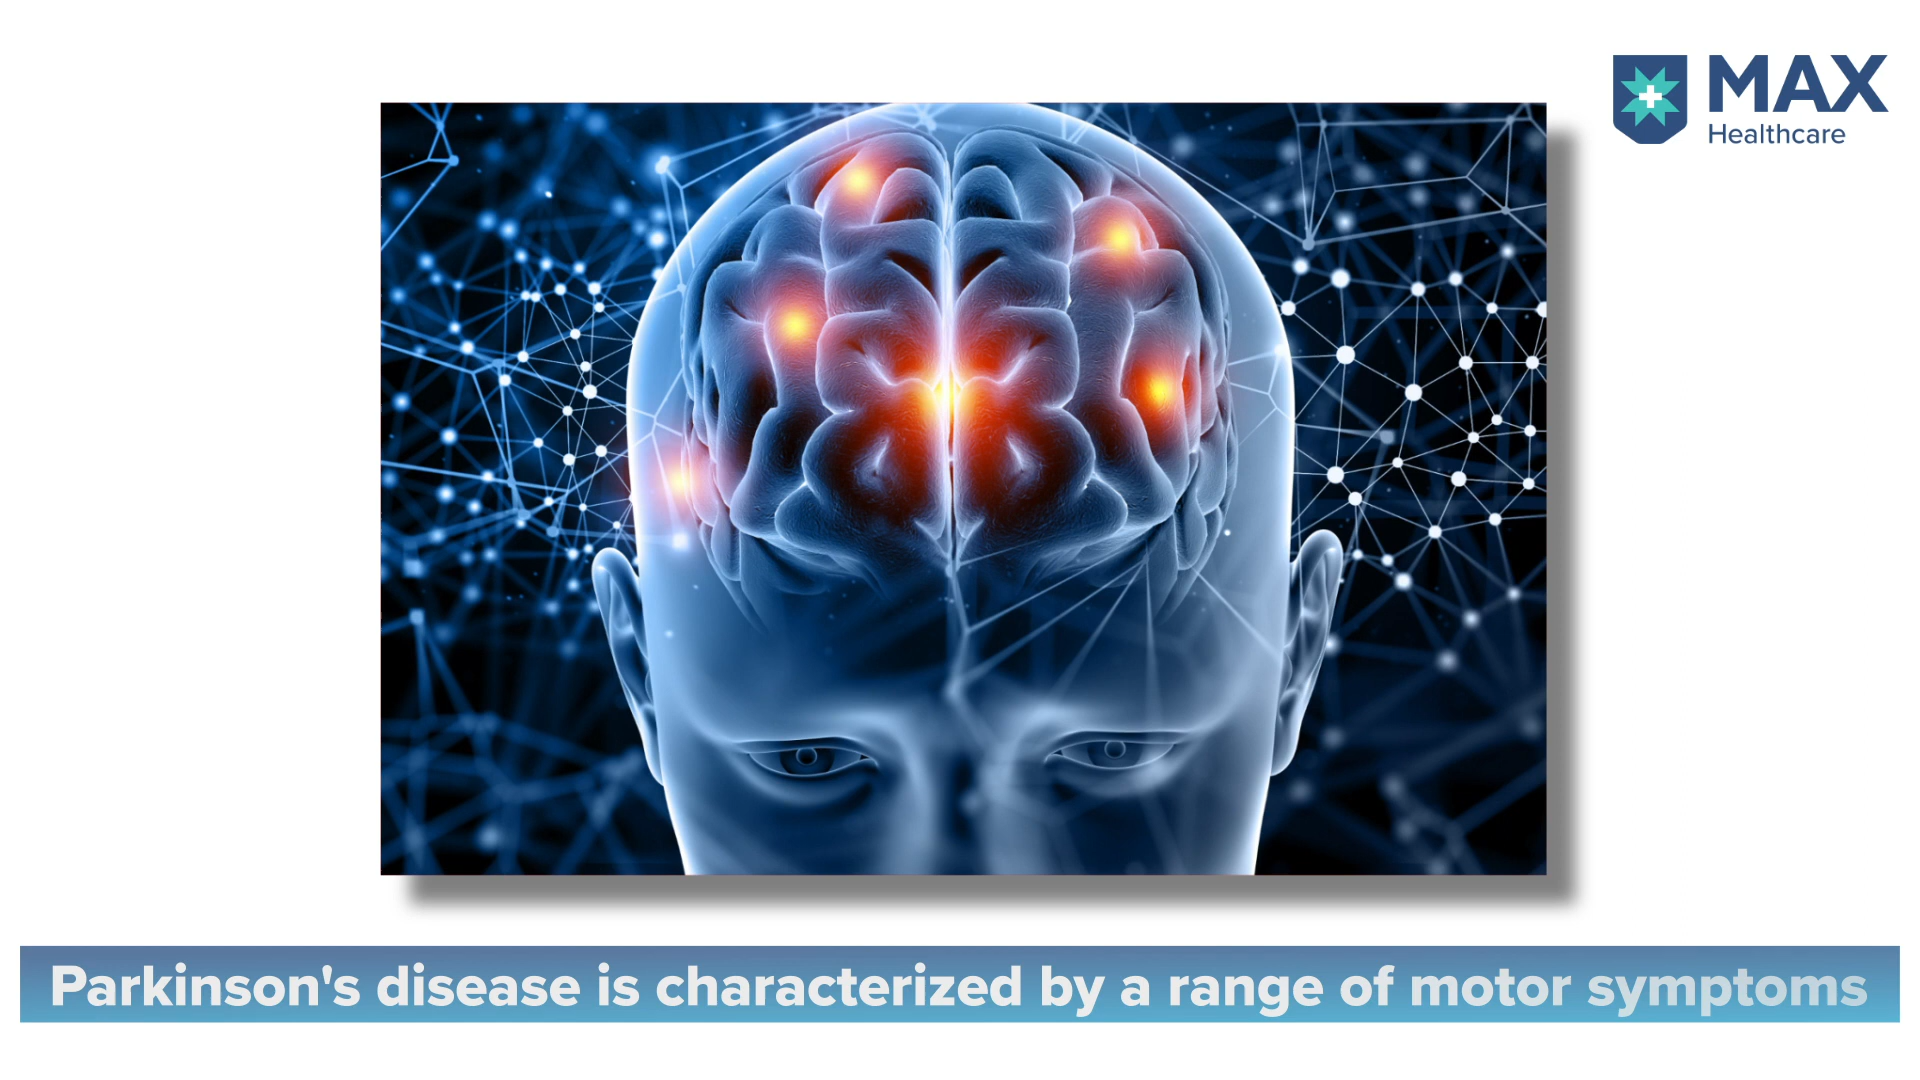 MAX
Healthcare
Parkinson's disease is characterized by a range of motor symptoms